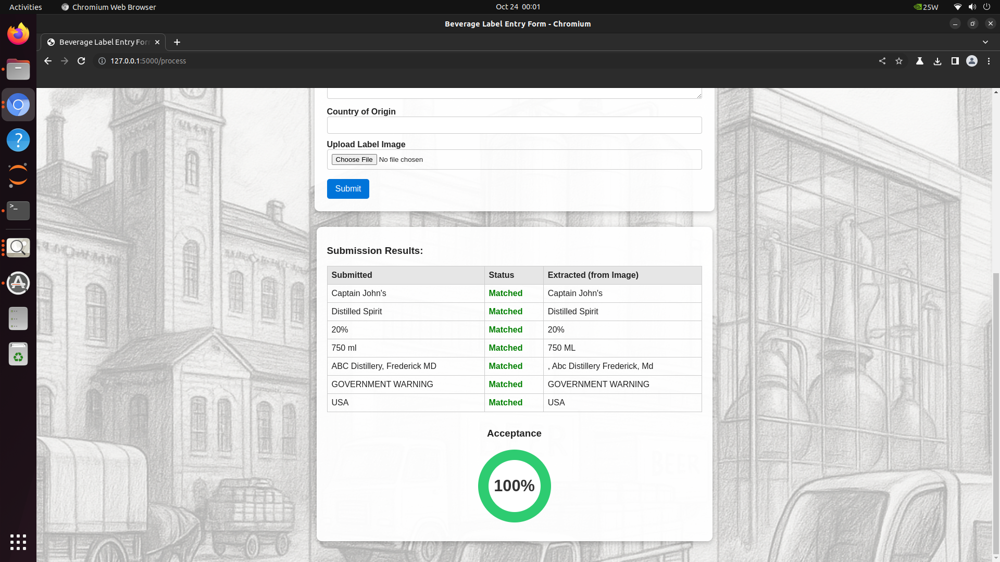 Activities Chromium Web Browser Oct 24 00:01 25W
Beverage Label Entry Form - Chromium
Beverage Label Entry For
127.0.0.1:5000/process
Country of Origin
Upload Label Image
Choose File No file chosen
Submit
Submission Results:
Submitted Status Extracted (from Image)
Captain John's Matched Captain John's
Distilled Spirit Matched Distilled Spirit
20% Matched 20%
750 ml Matched 750 ML
ABC Distillery, Frederick MD Matched , Abc Distillery Frederick, Md
GOVERNMENT WARNING Matched GOVERNMENT WARNING
USA Matched USA
Acceptance
BEER
100%